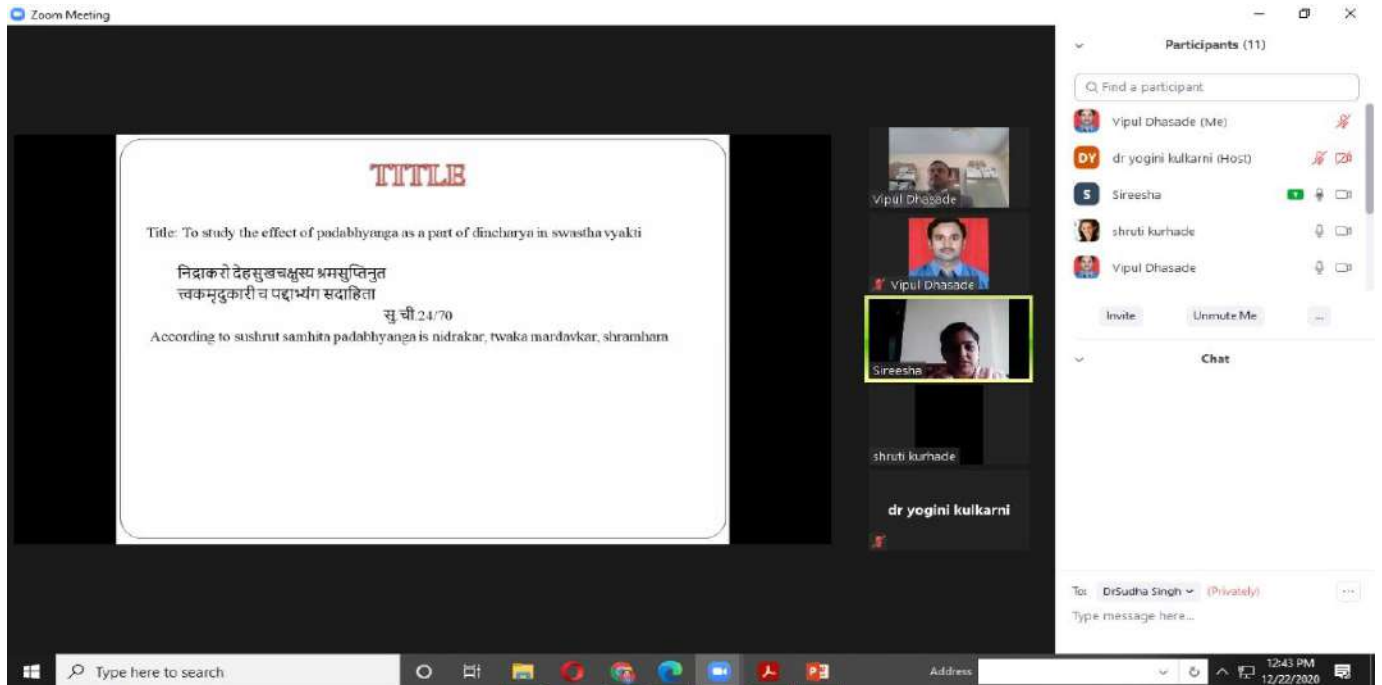 Zoom Meeting
TITLE
Title: To study the effect of padabhyanga as a part of dincharya in swastha vyakti
निद्राकरो देहसुखचक्षुस्य श्रमसुप्तिनुत
त्त्वकमृदुकारी च पद्दाभ्यंग सदाहिता
सु.ची.24/70
According to sushrut samhita padabhyanga is nidrakar, twaka mardavkar, shramhara
Vipul Dhasade
Vipul Dhasade
Sireesha
shruti kurhade
dr yogini kulkarni
Participants (11)
Find a participant
Vipul Dhasade (Me)
DY dr yogini kulkarni (Host)
S Sireesha
shruti kurhade
Vipul Dhasade
Invite Unmute Me ...
Chat
To: DrSudha Singh (Privately) ...
Type message here...
Type here to search
Address
12:43 PM
12/22/2020